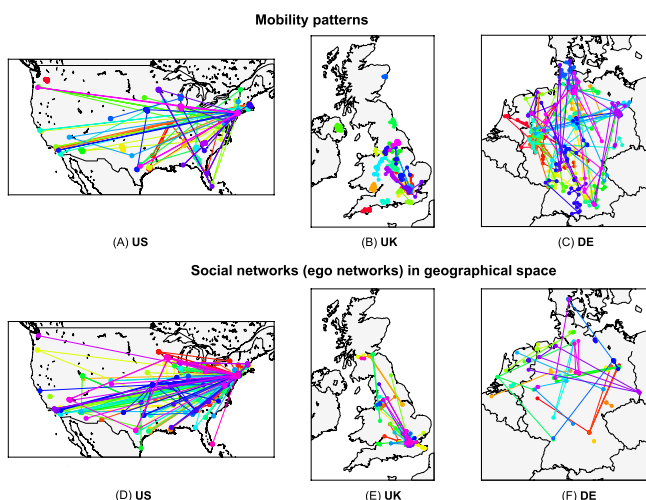 Mobility patterns
(A) US
(B) UK
(C) DE
Social networks (ego networks) in geographical space
(D) US
(E) UK
(F) DE